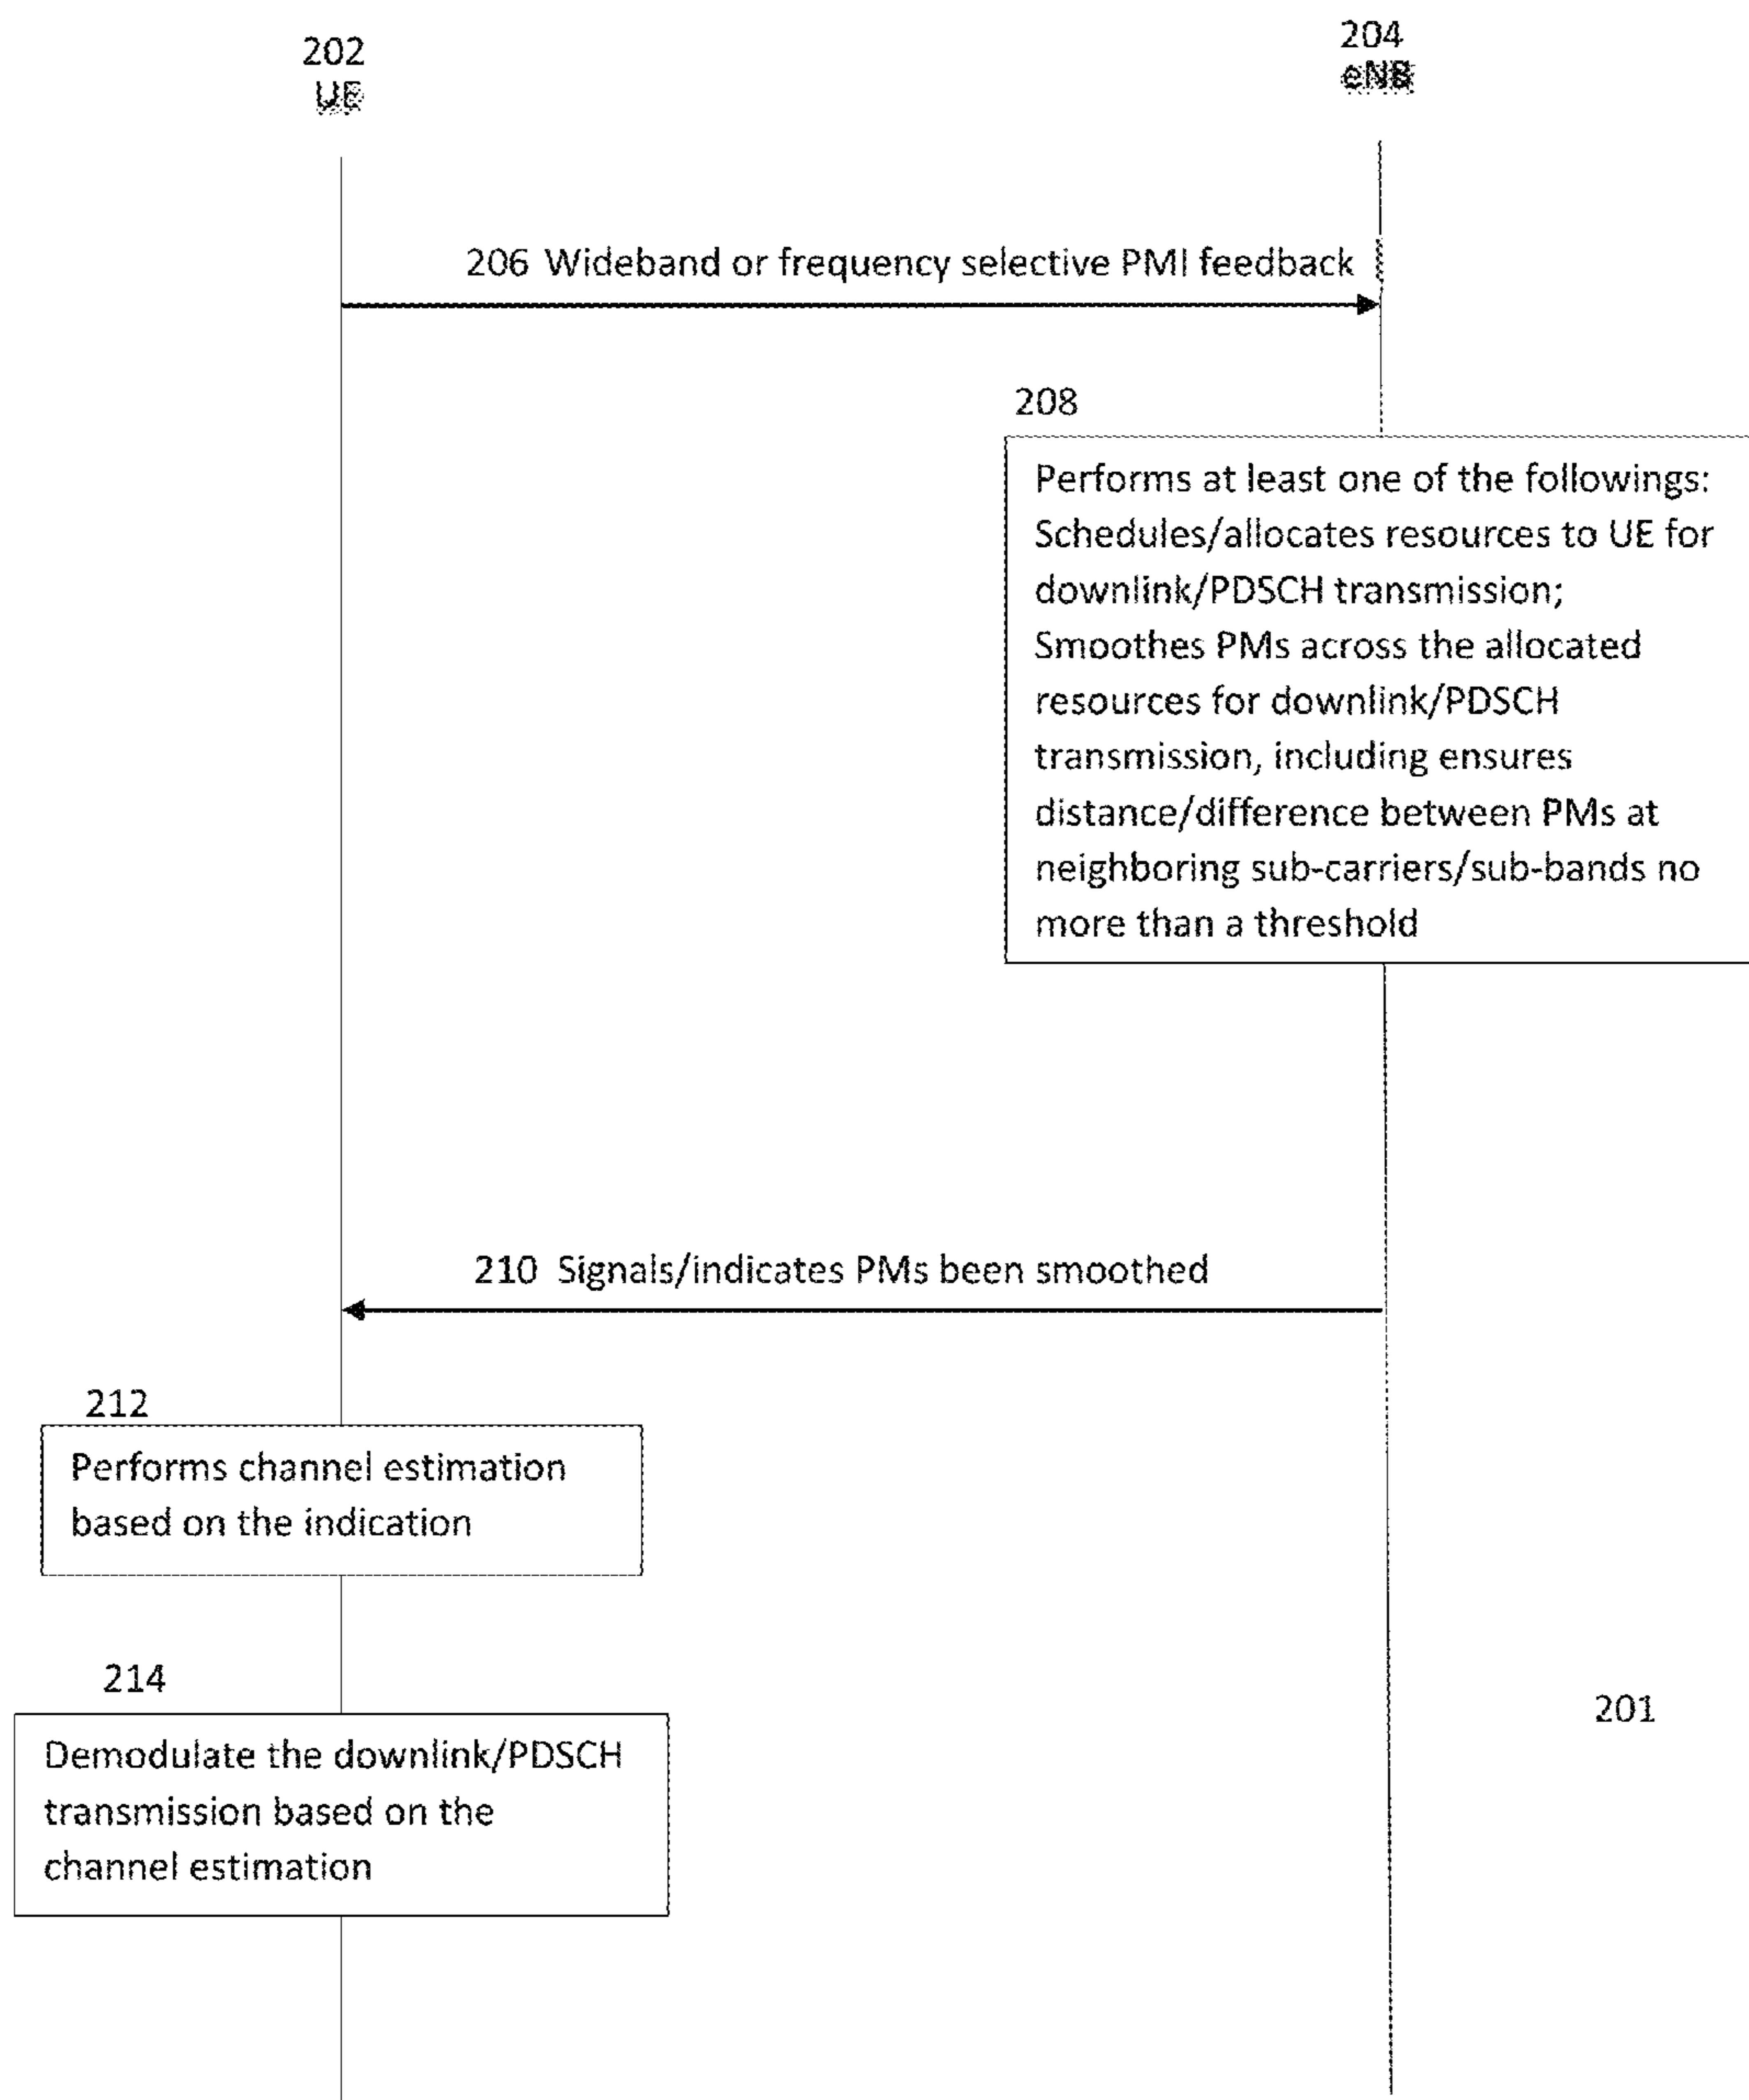 202
UE
204
eNB
206 Wideband or frequency selective PMI feedback
208
Performs at least one of the followings:
Schedules/allocates resources to UE for
downlink/PDSCH transmission;
Smoothes PMs across the allocated
resources for downlink/PDSCH
transmission, including ensures
distance/difference between PMs at
neighboring sub-carriers/sub-bands no
more than a threshold
210 Signals/indicates PMs been smoothed
212
Performs channel estimation
based on the indication
214
Demodulate the downlink/PDSCH
transmission based on the
channel estimation
201